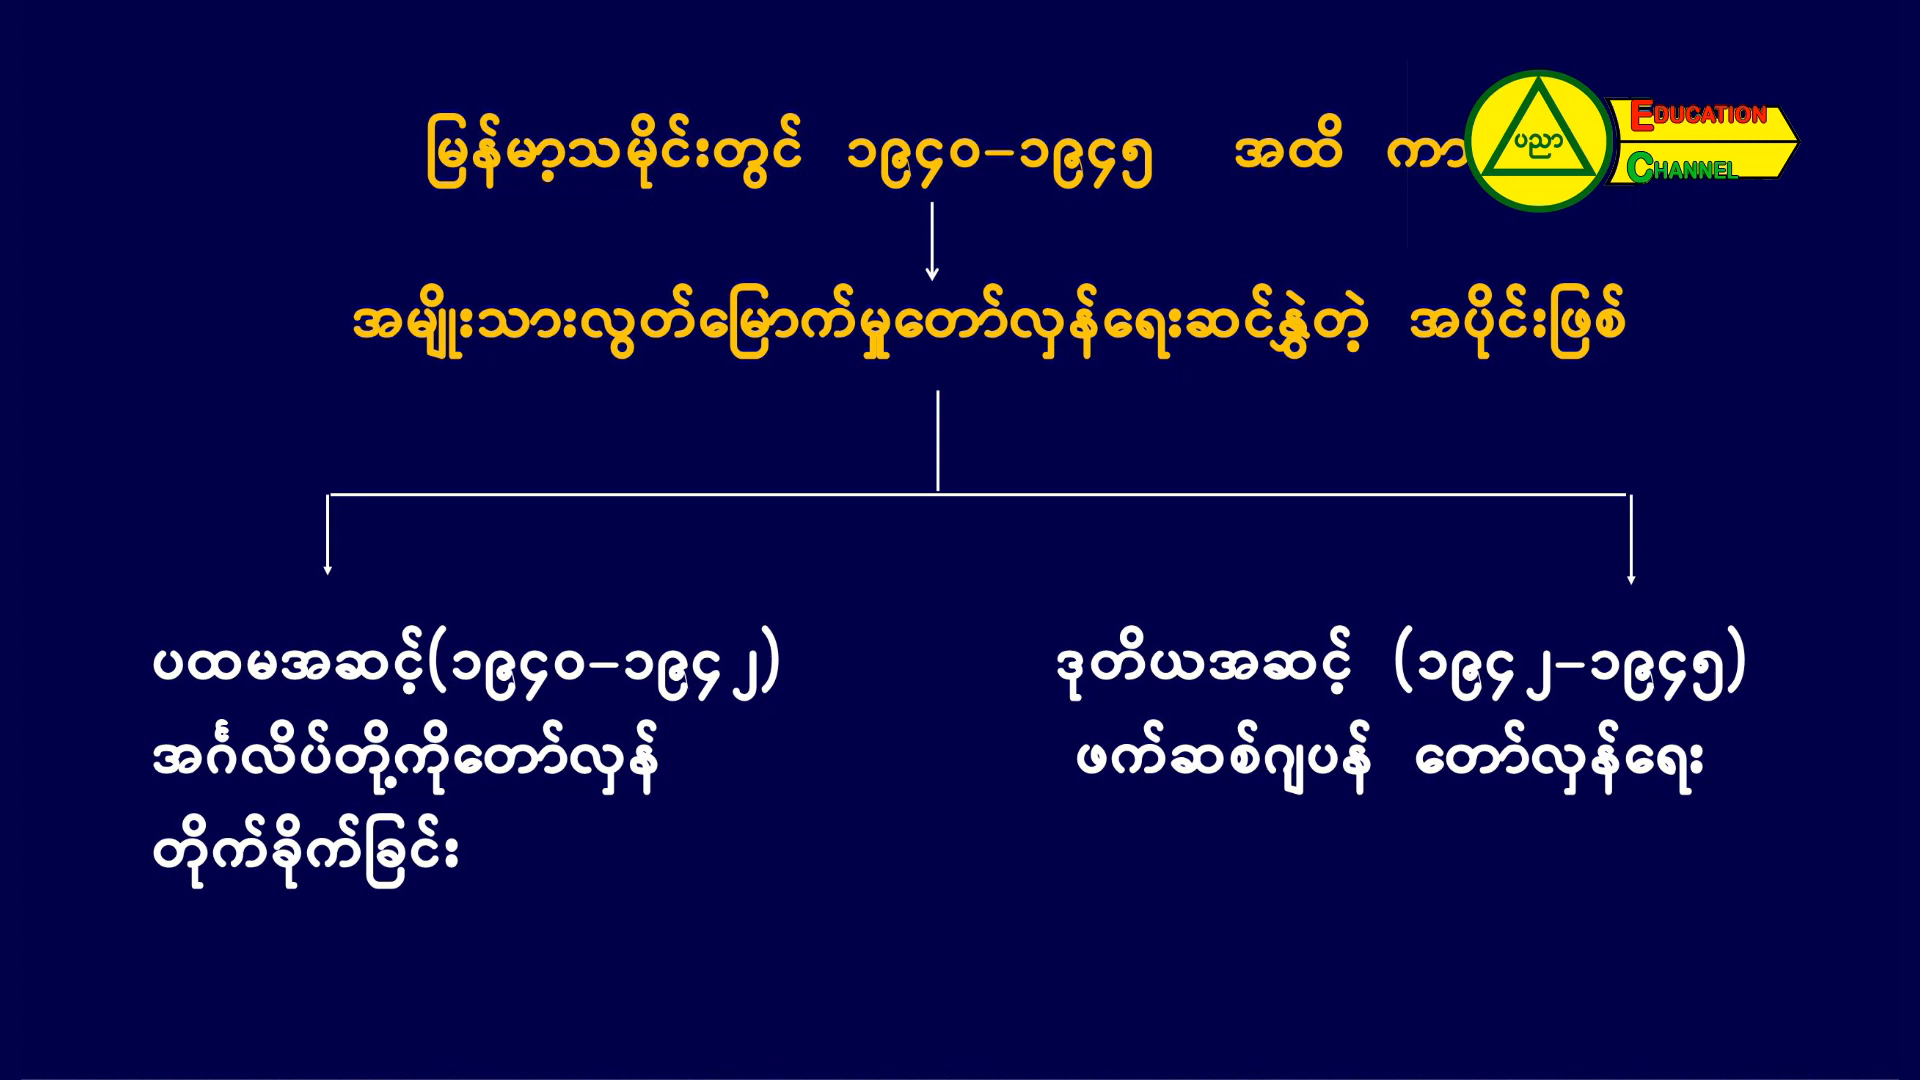 မြန်မာ့သမိုင်းတွင် ၁၉၄၀–၁၉၄၅ အထိ
ပညာ
EDUCATION
CHANNEL
အမျိုးသားလွတ်မြောက်မှုတော်လှန်ရေးဆင်နွှဲတဲ့ အပိုင်းဖြစ်
ပထမအဆင့်(၁၉၄၀–၁၉၄၂)
အင်္ဂလိပ်တို့ကိုတော်လှန်
တိုက်ခိုက်ခြင်း
ဒုတိယအဆင့် (၁၉၄၂–၁၉၄၅)
ဖက်ဆစ်ဂျပန် တော်လှန်ရေး